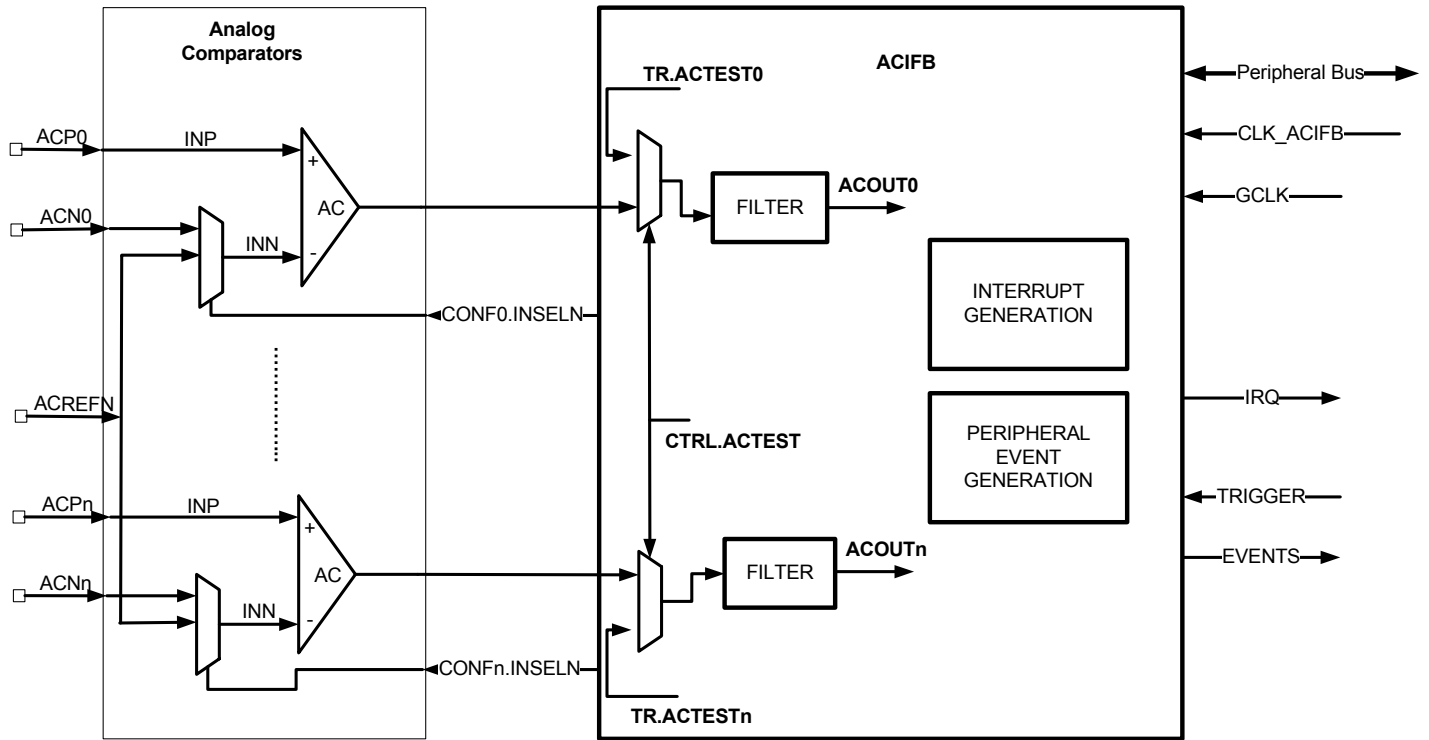 Analog
Comparators
ACIFB
TR.ACTEST0
Peripheral Bus
ACP0
INP
+
CLK_ACIFB
AC
ACOUT0
FILTER
GCLK
ACN0
INN
-
INTERRUPT
GENERATION
CONF0.INSELN
ACREFN
IRQ
CTRL.ACTEST
PERIPHERAL
EVENT
GENERATION
ACPn
INP
+
TRIGGER
ACOUTn
EVENTS
ACNn
AC
FILTER
INN
-
CONFn.INSELN
TR.ACTESTn